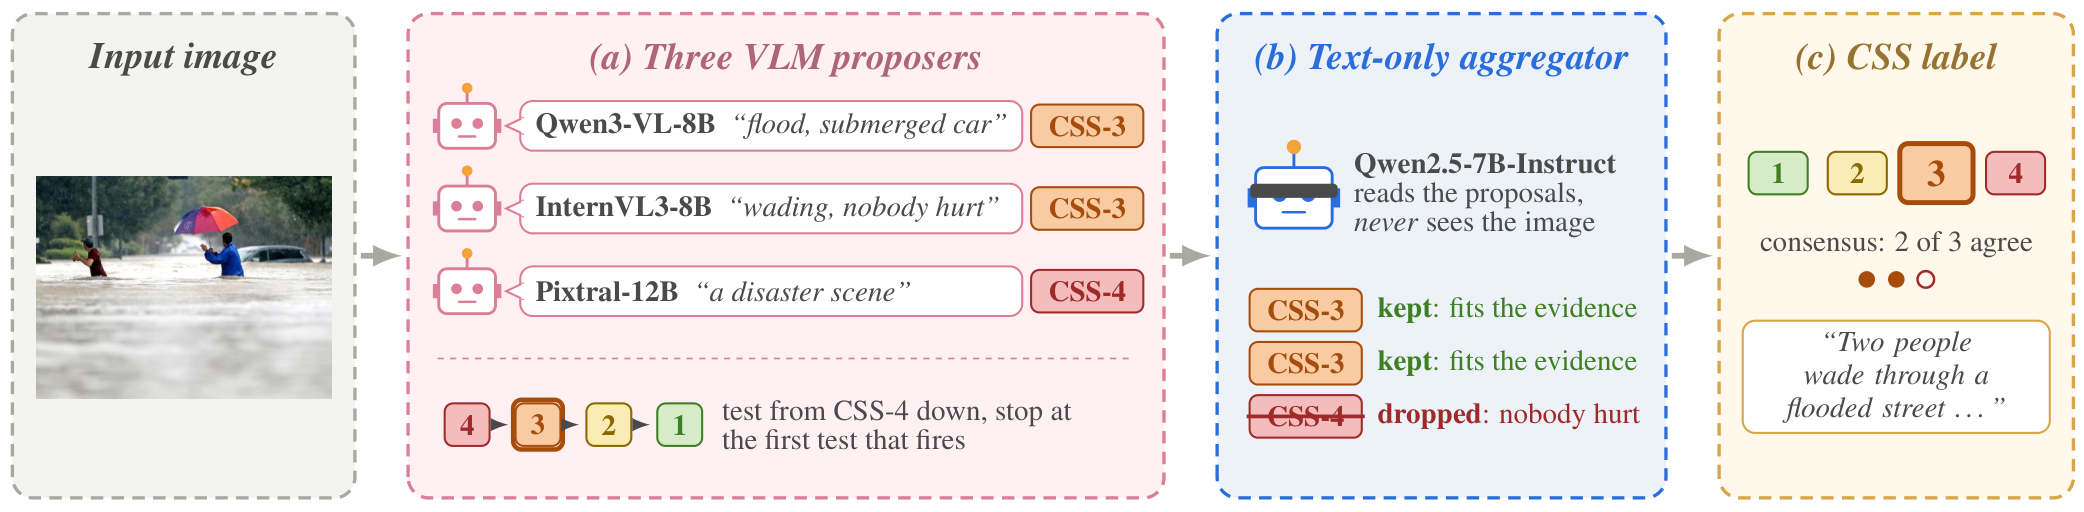 Input image
(a) Three VLM proposers
Qwen3-VL-8B “flood, submerged car” CSS-3
InternVL3-8B “wading, nobody hurt” CSS-3
Pixtral-12B “a disaster scene” CSS-4
4 3 2 1
test from CSS-4 down, stop at
the first test that fires
(b) Text-only aggregator
Qwen2.5-7B-Instruct
reads the proposals,
never sees the image
CSS-3 kept: fits the evidence
CSS-3 kept: fits the evidence
CSS-4 dropped: nobody hurt
(c) CSS label
1 2 3 4
consensus: 2 of 3 agree
“Two people
wade through a
flooded street . . . ”